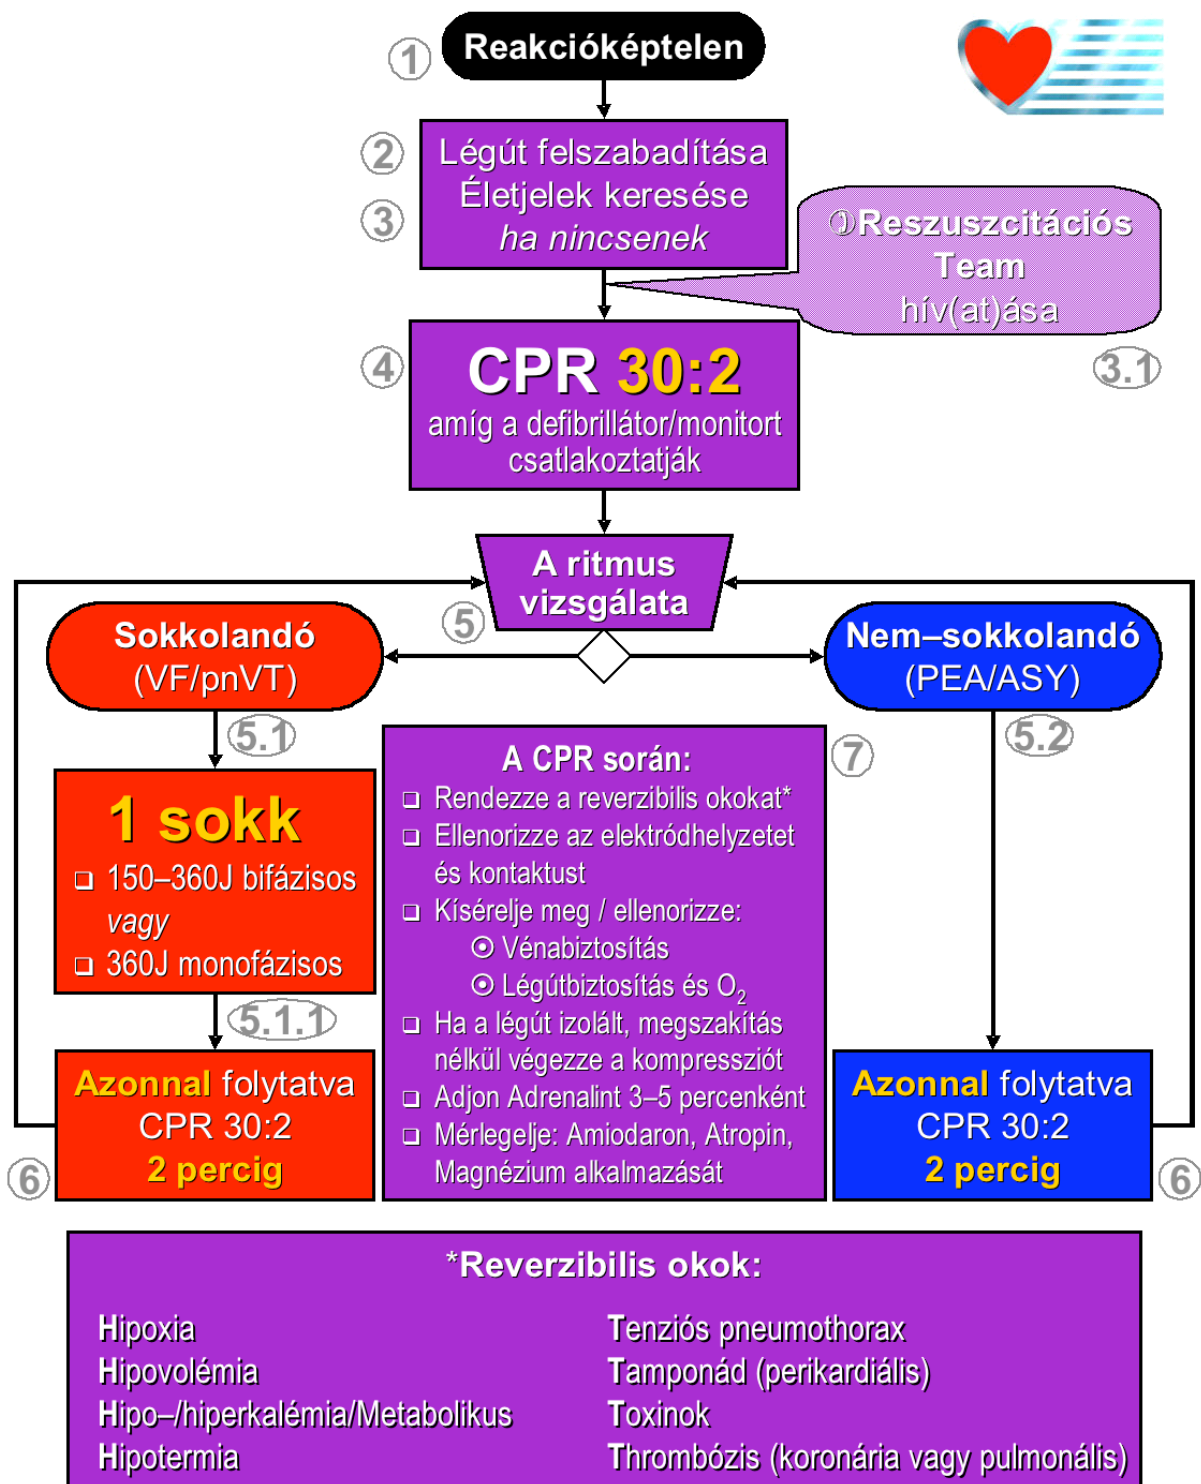 1
Reakcióképtelen
2
Légút felszabadítása
Életjelek keresése
3
ha nincsenek
Reszuszcitációs
Team
hív(at)ása
3.1
4
CPR 30:2
amíg a defibrillátor/monitort
csatlakoztatják
A ritmus
vizsgálata
5
Sokkolandó
(VF/pnVT)
Nem–sokkolandó
(PEA/ASY)
5.1
5.2
1 sokk
❑ 150–360J bifázisos
vagy
❑ 360J monofázisos
5.1.1
Azonnal folytatva
CPR 30:2
2 percig
6
7
A CPR során:
❑ Rendezze a reverzibilis okokat*
❑ Ellenorizze az elektródhelyzetet
és kontaktust
❑ Kísérelje meg / ellenorizze:
⊙ Vénabiztosítás
⊙ Légútbiztosítás és O₂
❑ Ha a légút izolált, megszakítás
nélkül végezze a kompressziót
❑ Adjon Adrenalint 3–5 percenként
❑ Mérlegelje: Amiodaron, Atropin,
Magnézium alkalmazását
Azonnal folytatva
CPR 30:2
2 percig
6
*Reverzibilis okok:
Hipoxia
Hipovolémia
Hipo–/hiperkalémia/Metabolikus
Hipotermia
Tenziós pneumothorax
Tamponád (perikardiális)
Toxinok
Thrombózis (koronária vagy pulmonális)